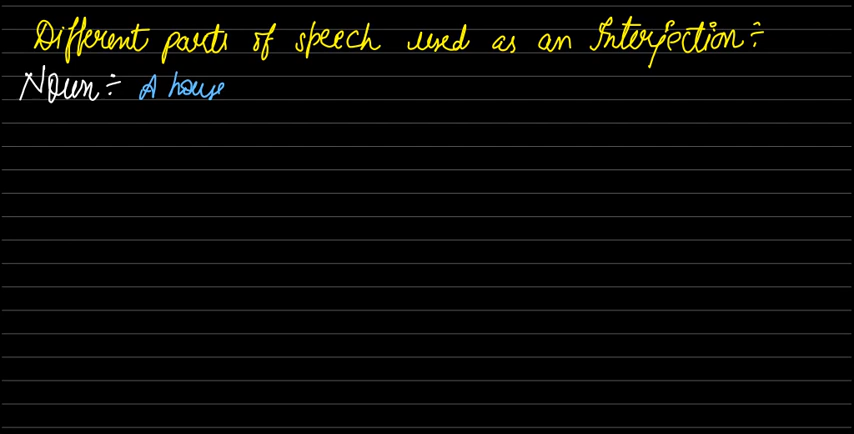 Different parts of speech used as an Interjection ÷
Noun ÷ A house